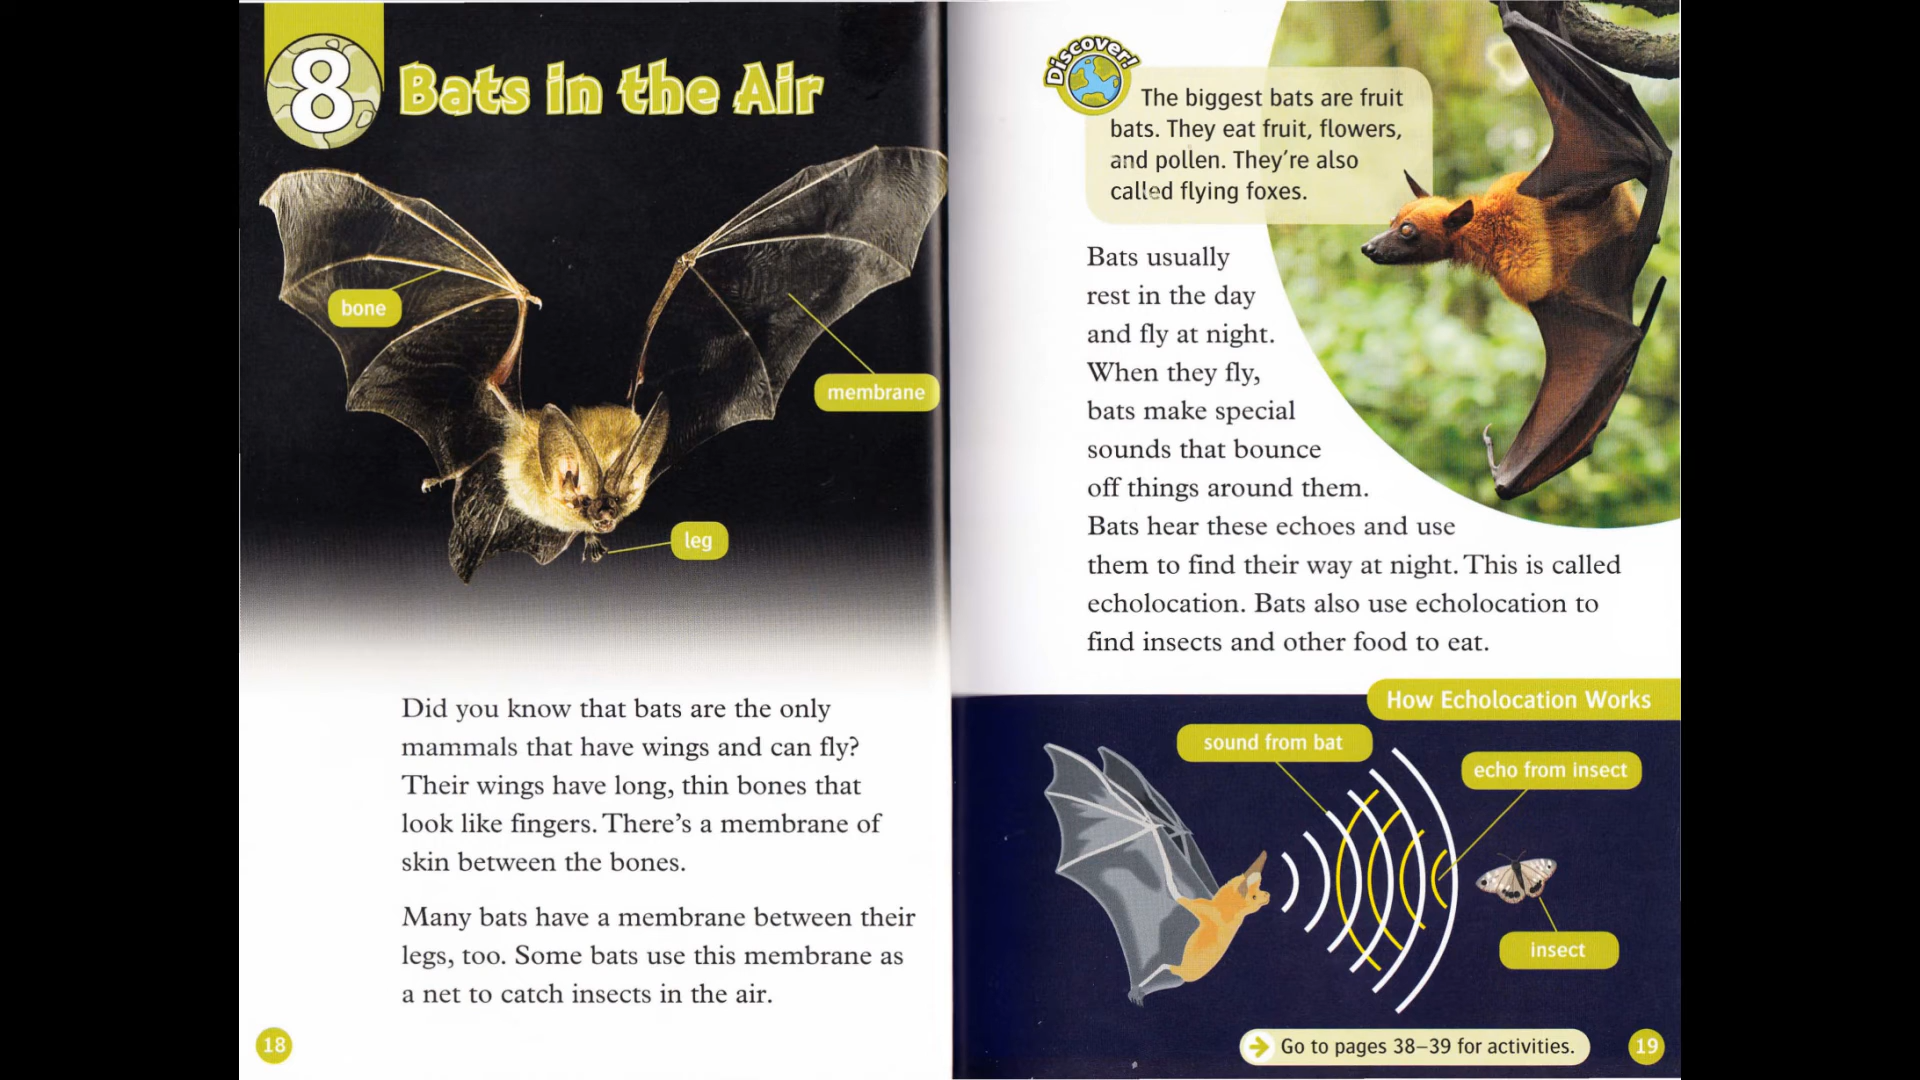 8
Bats in the Air
bone
membrane
leg
Did you know that bats are the only
mammals that have wings and can fly?
Their wings have long, thin bones that
look like fingers. There's a membrane of
skin between the bones.
Many bats have a membrane between their
legs, too. Some bats use this membrane as
a net to catch insects in the air.
18
Discover!
The biggest bats are fruit
bats. They eat fruit, flowers,
and pollen. They're also
called flying foxes.
Bats usually
rest in the day
and fly at night.
When they fly,
bats make special
sounds that bounce
off things around them.
Bats hear these echoes and use
them to find their way at night. This is called
echolocation. Bats also use echolocation to
find insects and other food to eat.
How Echolocation Works
sound from bat
echo from insect
insect
Go to pages 38–39 for activities.
19